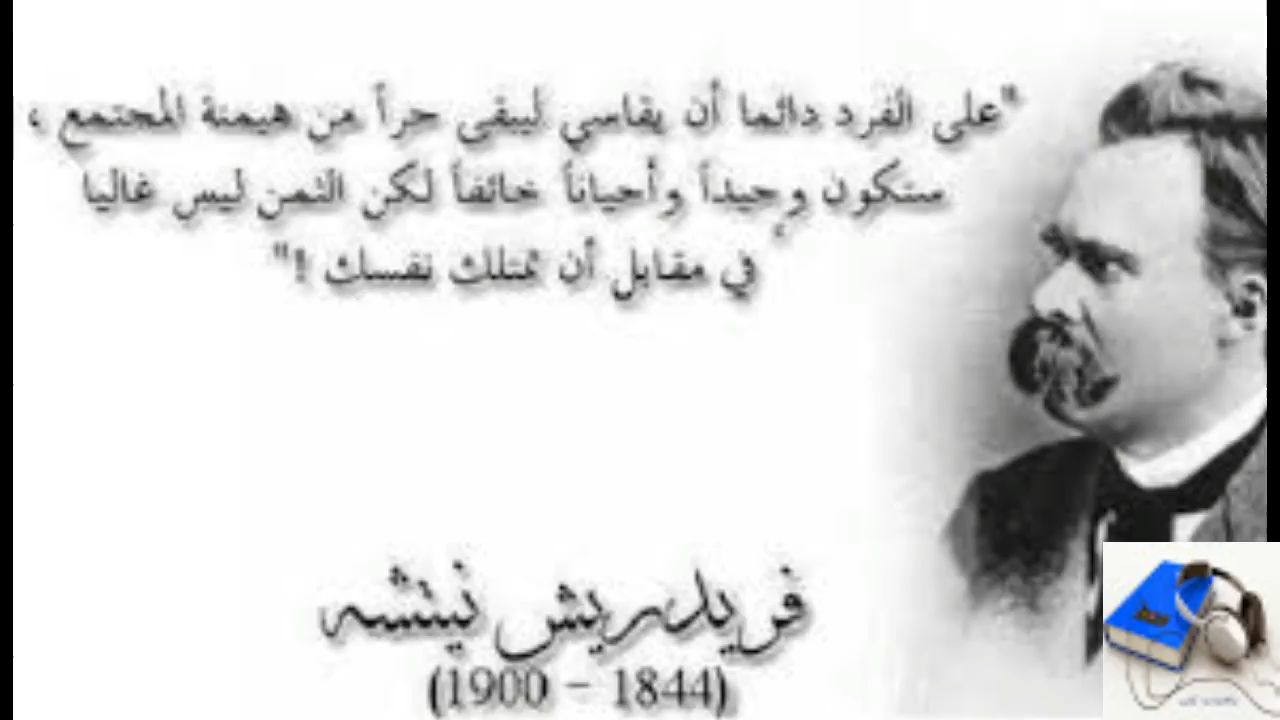 "على الفرد دائما أن يقاسي ليبقى حراً من هيمنة المجتمع ،
ستكون وحيداً وأحياناً خائفاً لكن الثمن ليس غاليا
في مقابل أن تمتلك نفسك !"
فريدريش نيتشه
(1844 – 1900)